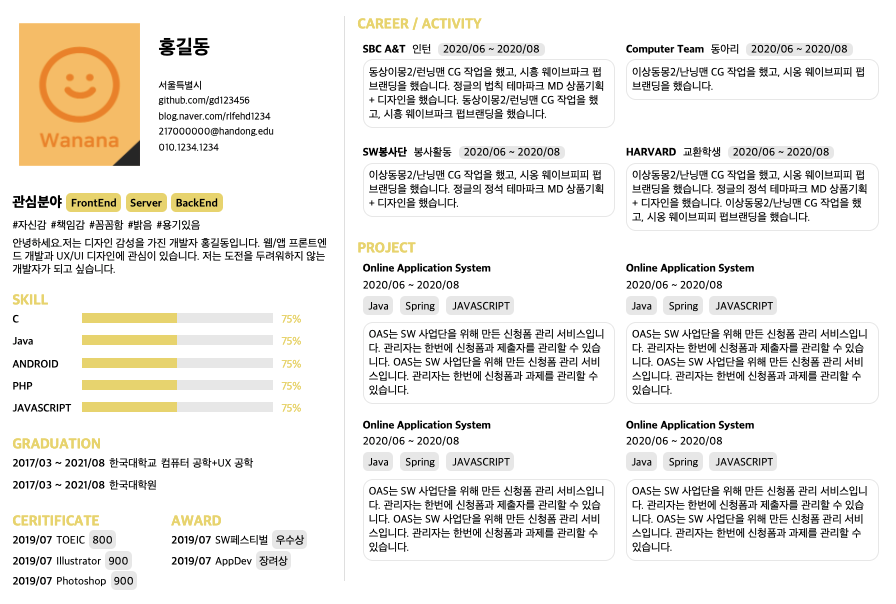 Wanana
홍길동
서울특별시
github.com/gd123456
blog.naver.com/rlfehd1234
217000000@handong.edu
010.1234.1234
관심분야 FrontEnd Server BackEnd
#자신감 #책임감 #꼼꼼함 #밝음 #용기있음
안녕하세요.저는 디자인 감성을 가진 개발자 홍길동입니다. 웹/앱 프론트엔
드 개발과 UX/UI 디자인에 관심이 있습니다. 저는 도전을 두려워하지 않는
개발자가 되고 싶습니다.
SKILL
C 75%
Java 75%
ANDROID 75%
PHP 75%
JAVASCRIPT 75%
GRADUATION
2017/03 ~ 2021/08 한국대학교 컴퓨터 공학+UX 공학
2017/03 ~ 2021/08 한국대학원
CERITIFICATE
2019/07 TOEIC 800
2019/07 Illustrator 900
2019/07 Photoshop 900
AWARD
2019/07 SW페스티벌 우수상
2019/07 AppDev 장려상
CAREER / ACTIVITY
SBC A&T 인턴 2020/06 ~ 2020/08
동상이몽2/런닝맨 CG 작업을 했고, 시흥 웨이브파크 펍
브랜딩을 했습니다. 정글의 법칙 테마파크 MD 상품기획
+ 디자인을 했습니다. 동상이몽2/런닝맨 CG 작업을 했
고, 시흥 웨이브파크 펍브랜딩을 했습니다.
Computer Team 동아리 2020/06 ~ 2020/08
이상동몽2/난닝맨 CG 작업을 했고, 시옹 웨이피피 펍
브랜딩을 했습니다.
SW봉사단 봉사활동 2020/06 ~ 2020/08
이상동몽2/난닝맨 CG 작업을 했고, 시옹 웨이피피 펍
브랜딩을 했습니다. 정글의 정석 테마파크 MD 상품기획
+ 디자인을 했습니다.
HARVARD 교환학생 2020/06 ~ 2020/08
이상동몽2/난닝맨 CG 작업을 했고, 시옹 웨이피피 펍
브랜딩을 했습니다. 정글의 정석 테마파크 MD 상품기획
+ 디자인을 했습니다. 이상동몽2/난닝맨 CG 작업을 했
고, 시옹 웨이피피 펍브랜딩을 했습니다.
PROJECT
Online Application System
2020/06 ~ 2020/08
Java Spring JAVASCRIPT
OAS는 SW 사업단을 위해 만든 신청폼 관리 서비스입니
다. 관리자는 한번에 신청폼과 제출자를 관리할 수 있습
니다. OAS는 SW 사업단을 위해 만든 신청폼 관리 서비
스입니다. 관리자는 한번에 신청폼과 과제를 관리할 수
있습니다.
Online Application System
2020/06 ~ 2020/08
Java Spring JAVASCRIPT
OAS는 SW 사업단을 위해 만든 신청폼 관리 서비스입니
다. 관리자는 한번에 신청폼과 제출자를 관리할 수 있습
니다. OAS는 SW 사업단을 위해 만든 신청폼 관리 서비
스입니다. 관리자는 한번에 신청폼과 과제를 관리할 수
있습니다.
Online Application System
2020/06 ~ 2020/08
Java Spring JAVASCRIPT
OAS는 SW 사업단을 위해 만든 신청폼 관리 서비스입니
다. 관리자는 한번에 신청폼과 제출자를 관리할 수 있습
니다. OAS는 SW 사업단을 위해 만든 신청폼 관리 서비
스입니다. 관리자는 한번에 신청폼과 과제를 관리할 수
있습니다.
Online Application System
2020/06 ~ 2020/08
Java Spring JAVASCRIPT
OAS는 SW 사업단을 위해 만든 신청폼 관리 서비스입니
다. 관리자는 한번에 신청폼과 제출자를 관리할 수 있습
니다. OAS는 SW 사업단을 위해 만든 신청폼 관리 서비
스입니다. 관리자는 한번에 신청폼과 과제를 관리할 수
있습니다.